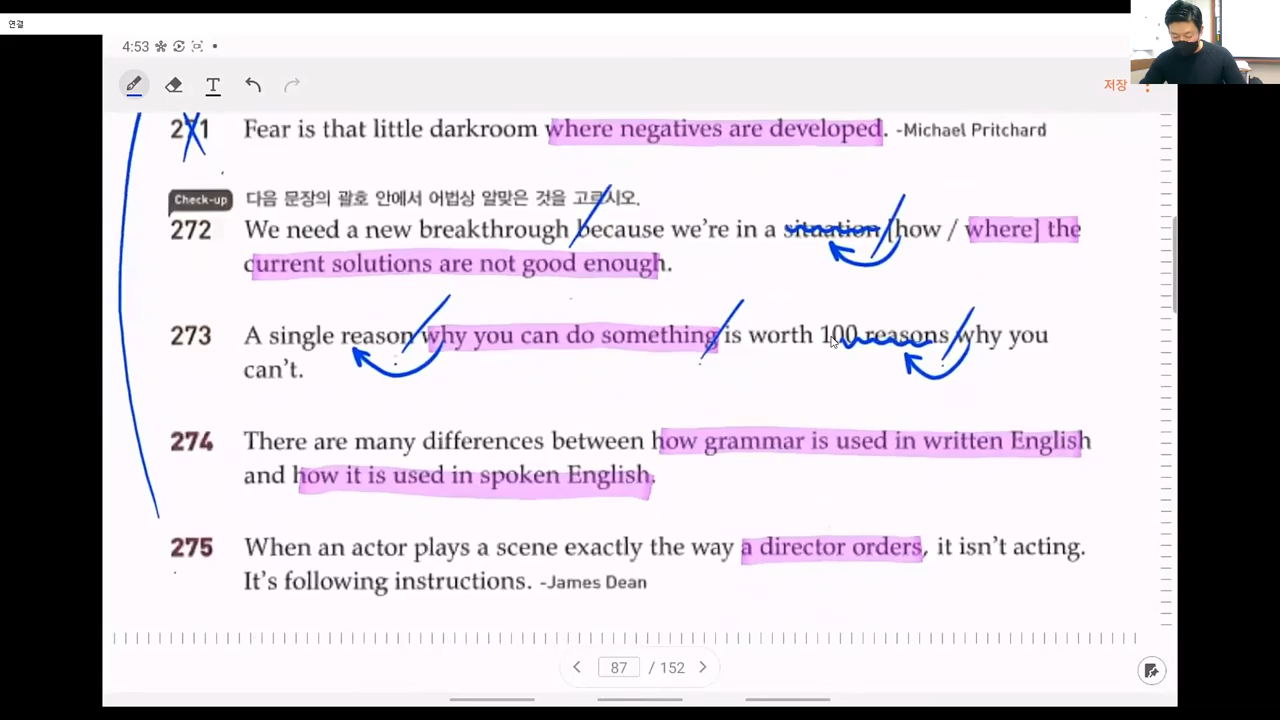 연결
4:53
저장
271 Fear is that little darkroom where negatives are developed. -Michael Pritchard
Check-up 다음 문장의 괄호 안에서 어법상 알맞은 것을 고르시오.
272 We need a new breakthrough because we're in a situation [how / where] the
current solutions are not good enough.
273 A single reason why you can do something is worth 100 reasons why you
can't.
274 There are many differences between how grammar is used in written English
and how it is used in spoken English.
275 When an actor plays a scene exactly the way a director orders, it isn't acting.
It's following instructions. -James Dean
87 / 152